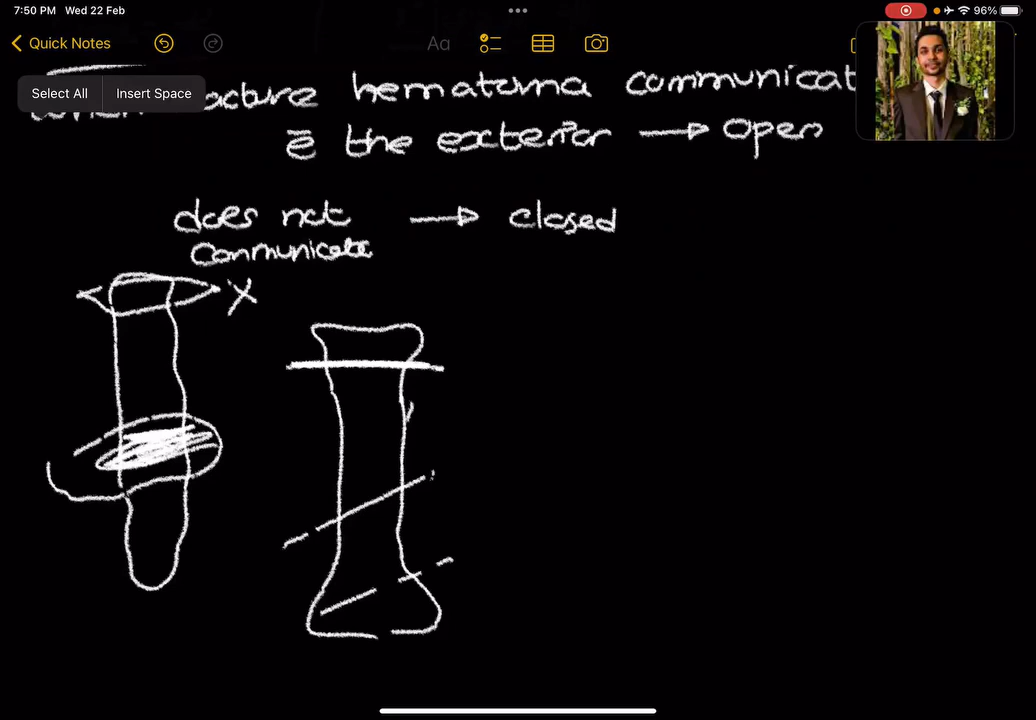 7:50 PM Wed 22 Feb
96%
Quick Notes
Aa
Select All Insert Space
hematoma communicat
c̄ the exterior → open
does not → closed
communicate
X